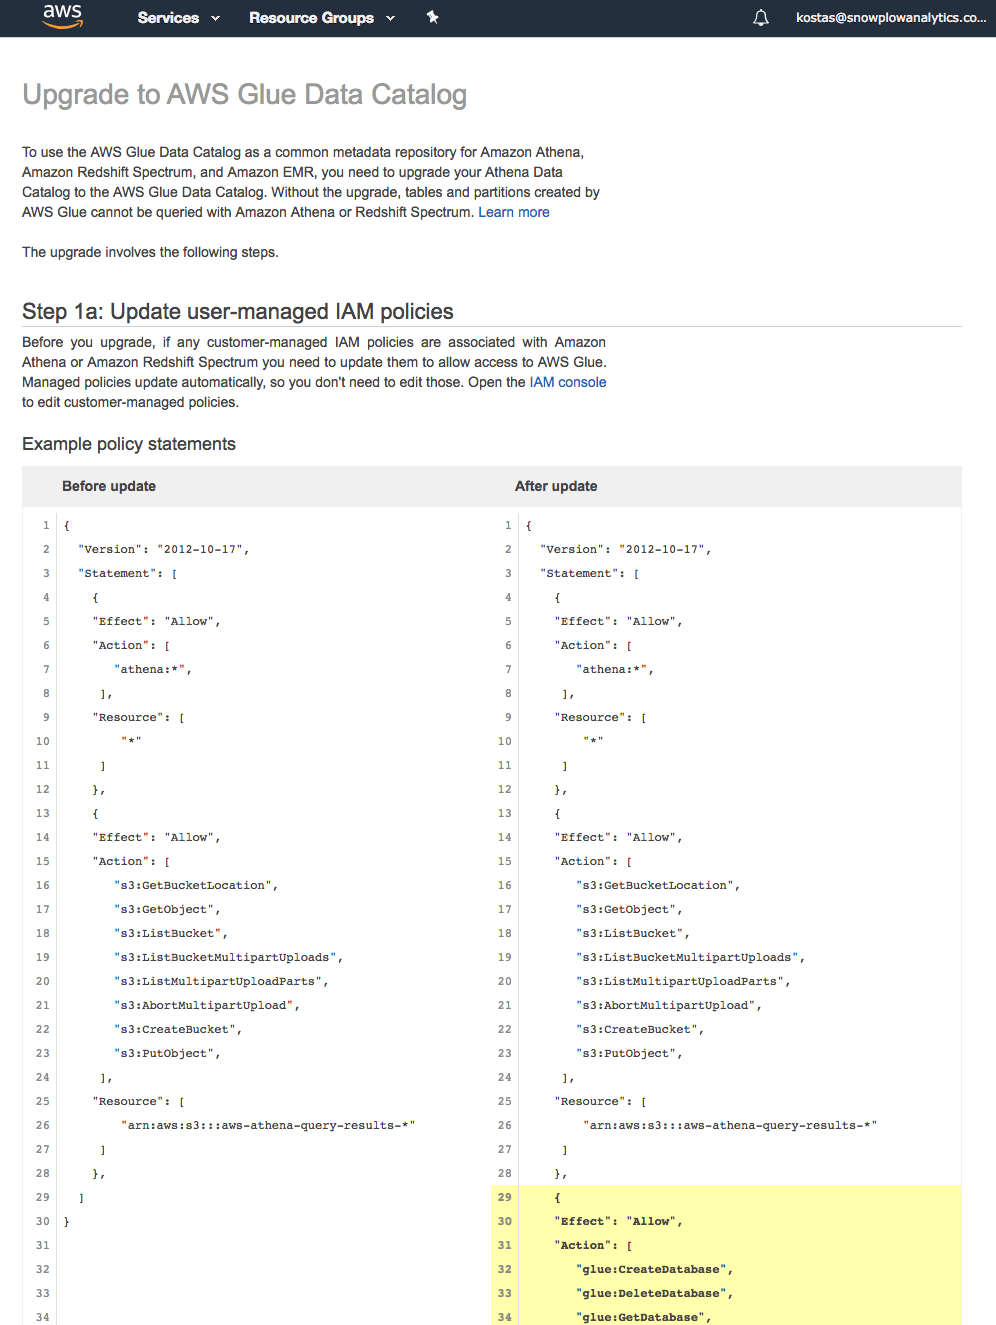 aws Services Resource Groups kostas@snowplowanalytics.co...
Upgrade to AWS Glue Data Catalog
To use the AWS Glue Data Catalog as a common metadata repository for Amazon Athena,
Amazon Redshift Spectrum, and Amazon EMR, you need to upgrade your Athena Data
Catalog to the AWS Glue Data Catalog. Without the upgrade, tables and partitions created by
AWS Glue cannot be queried with Amazon Athena or Redshift Spectrum. Learn more
The upgrade involves the following steps.
Step 1a: Update user-managed IAM policies
Before you upgrade, if any customer-managed IAM policies are associated with Amazon
Athena or Amazon Redshift Spectrum you need to update them to allow access to AWS Glue.
Managed policies update automatically, so you don't need to edit those. Open the IAM console
to edit customer-managed policies.
Example policy statements
Before update
1 {
2 "Version": "2012-10-17",
3 "Statement": [
4 {
5 "Effect": "Allow",
6 "Action": [
7 "athena:*",
8 ],
9 "Resource": [
10 "*"
11 ]
12 },
13 {
14 "Effect": "Allow",
15 "Action": [
16 "s3:GetBucketLocation",
17 "s3:GetObject",
18 "s3:ListBucket",
19 "s3:ListBucketMultipartUploads",
20 "s3:ListMultipartUploadParts",
21 "s3:AbortMultipartUpload",
22 "s3:CreateBucket",
23 "s3:PutObject",
24 ],
25 "Resource": [
26 "arn:aws:s3:::aws-athena-query-results-*"
27 ]
28 },
29 ]
30 }
31
32
33
34
After update
1 {
2 "Version": "2012-10-17",
3 "Statement": [
4 {
5 "Effect": "Allow",
6 "Action": [
7 "athena:*",
8 ],
9 "Resource": [
10 "*"
11 ]
12 },
13 {
14 "Effect": "Allow",
15 "Action": [
16 "s3:GetBucketLocation",
17 "s3:GetObject",
18 "s3:ListBucket",
19 "s3:ListBucketMultipartUploads",
20 "s3:ListMultipartUploadParts",
21 "s3:AbortMultipartUpload",
22 "s3:CreateBucket",
23 "s3:PutObject",
24 ],
25 "Resource": [
26 "arn:aws:s3:::aws-athena-query-results-*"
27 ]
28 },
29 {
30 "Effect": "Allow",
31 "Action": [
32 "glue:CreateDatabase",
33 "glue:DeleteDatabase",
34 "glue:GetDatabase",